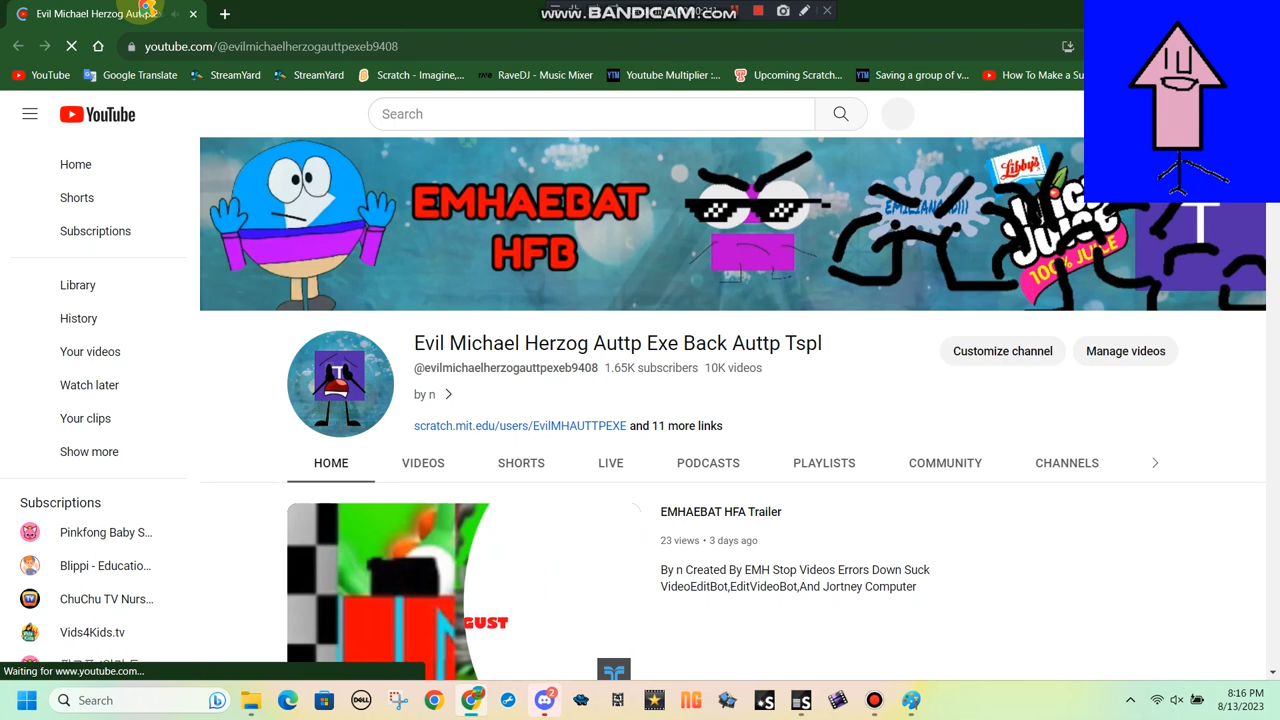 Evil Michael Herzog Autt
www.BANDICAM.com
youtube.com/@evilmichaelherzogauttpexeb9408
YouTube
Google Translate
StreamYard
StreamYard
Scratch - Imagine,...
RaveDJ - Music Mixer
Youtube Multiplier :...
Upcoming Scratch...
Saving a group of v...
How To Make a Su
YouTube
Search
Home
Shorts
Subscriptions
Library
History
Your videos
Watch later
Your clips
Show more
Subscriptions
Pinkfong Baby S...
Blippi - Educatio...
ChuChu TV Nurs...
Vids4Kids.tv
EMHAEBAT
HFB
Libby's
Juicy
Juice
100% JUICE
T
T
Evil Michael Herzog Auttp Exe Back Auttp Tspl
@evilmichaelherzogauttpexeb9408 1.65K subscribers 10K videos
by n
scratch.mit.edu/users/EvilMHAUTTPEXE and 11 more links
Customize channel
Manage videos
HOME
VIDEOS
SHORTS
LIVE
PODCASTS
PLAYLISTS
COMMUNITY
CHANNELS
GUST
EMHAEBAT HFA Trailer
23 views • 3 days ago
By n Created By EMH Stop Videos Errors Down Suck
VideoEditBot,EditVideoBot,And Jortney Computer
Waiting for www.youtube.com...
Search
DELL
2
NG
8:16 PM
8/13/2023